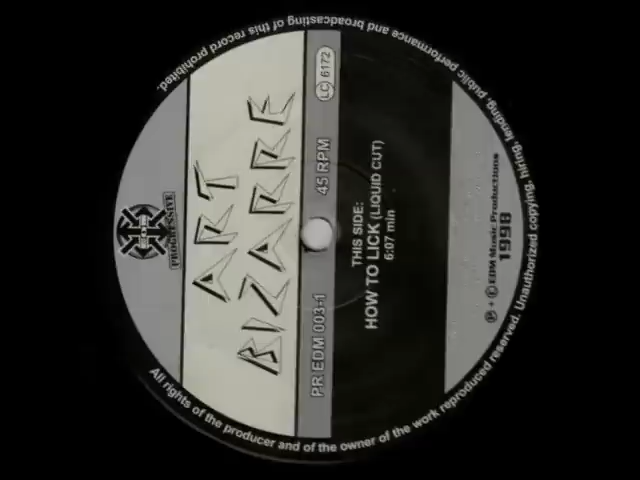 EDM
PROGRESSIVE
ART
BIZARRE
PR EDM 003-1
45 RPM
LC 6172
THIS SIDE:
HOW TO LICK (LIQUID CUT)
6:07 min
℗ + © EDM Music Productions
1998
All rights of the producer and of the owner of the work reproduced reserved. Unauthorized copying, hiring, lending, public performance and broadcasting of this record prohibited.